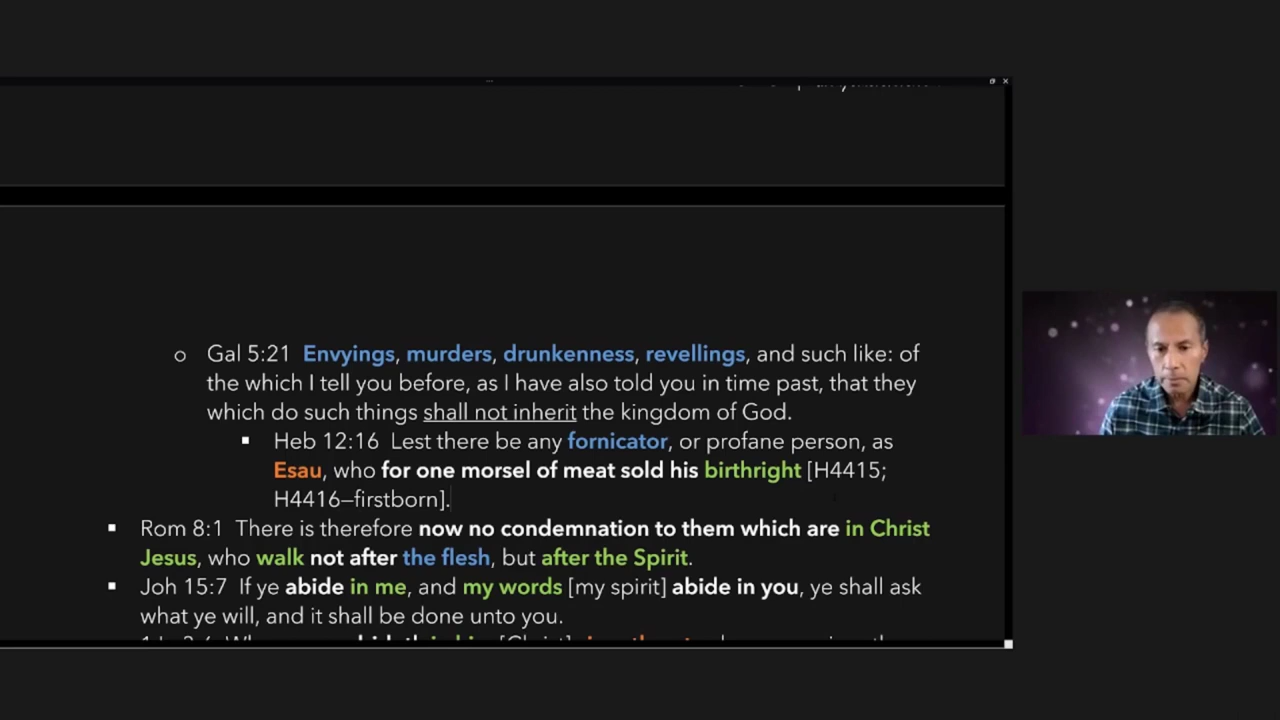 o Gal 5:21 Envyings, murders, drunkenness, revellings, and such like: of
the which I tell you before, as I have also told you in time past, that they
which do such things shall not inherit the kingdom of God.
▪ Heb 12:16 Lest there be any fornicator, or profane person, as
Esau, who for one morsel of meat sold his birthright [H4415;
H4416—firstborn].
▪ Rom 8:1 There is therefore now no condemnation to them which are in Christ
Jesus, who walk not after the flesh, but after the Spirit.
▪ Joh 15:7 If ye abide in me, and my words [my spirit] abide in you, ye shall ask
what ye will, and it shall be done unto you.